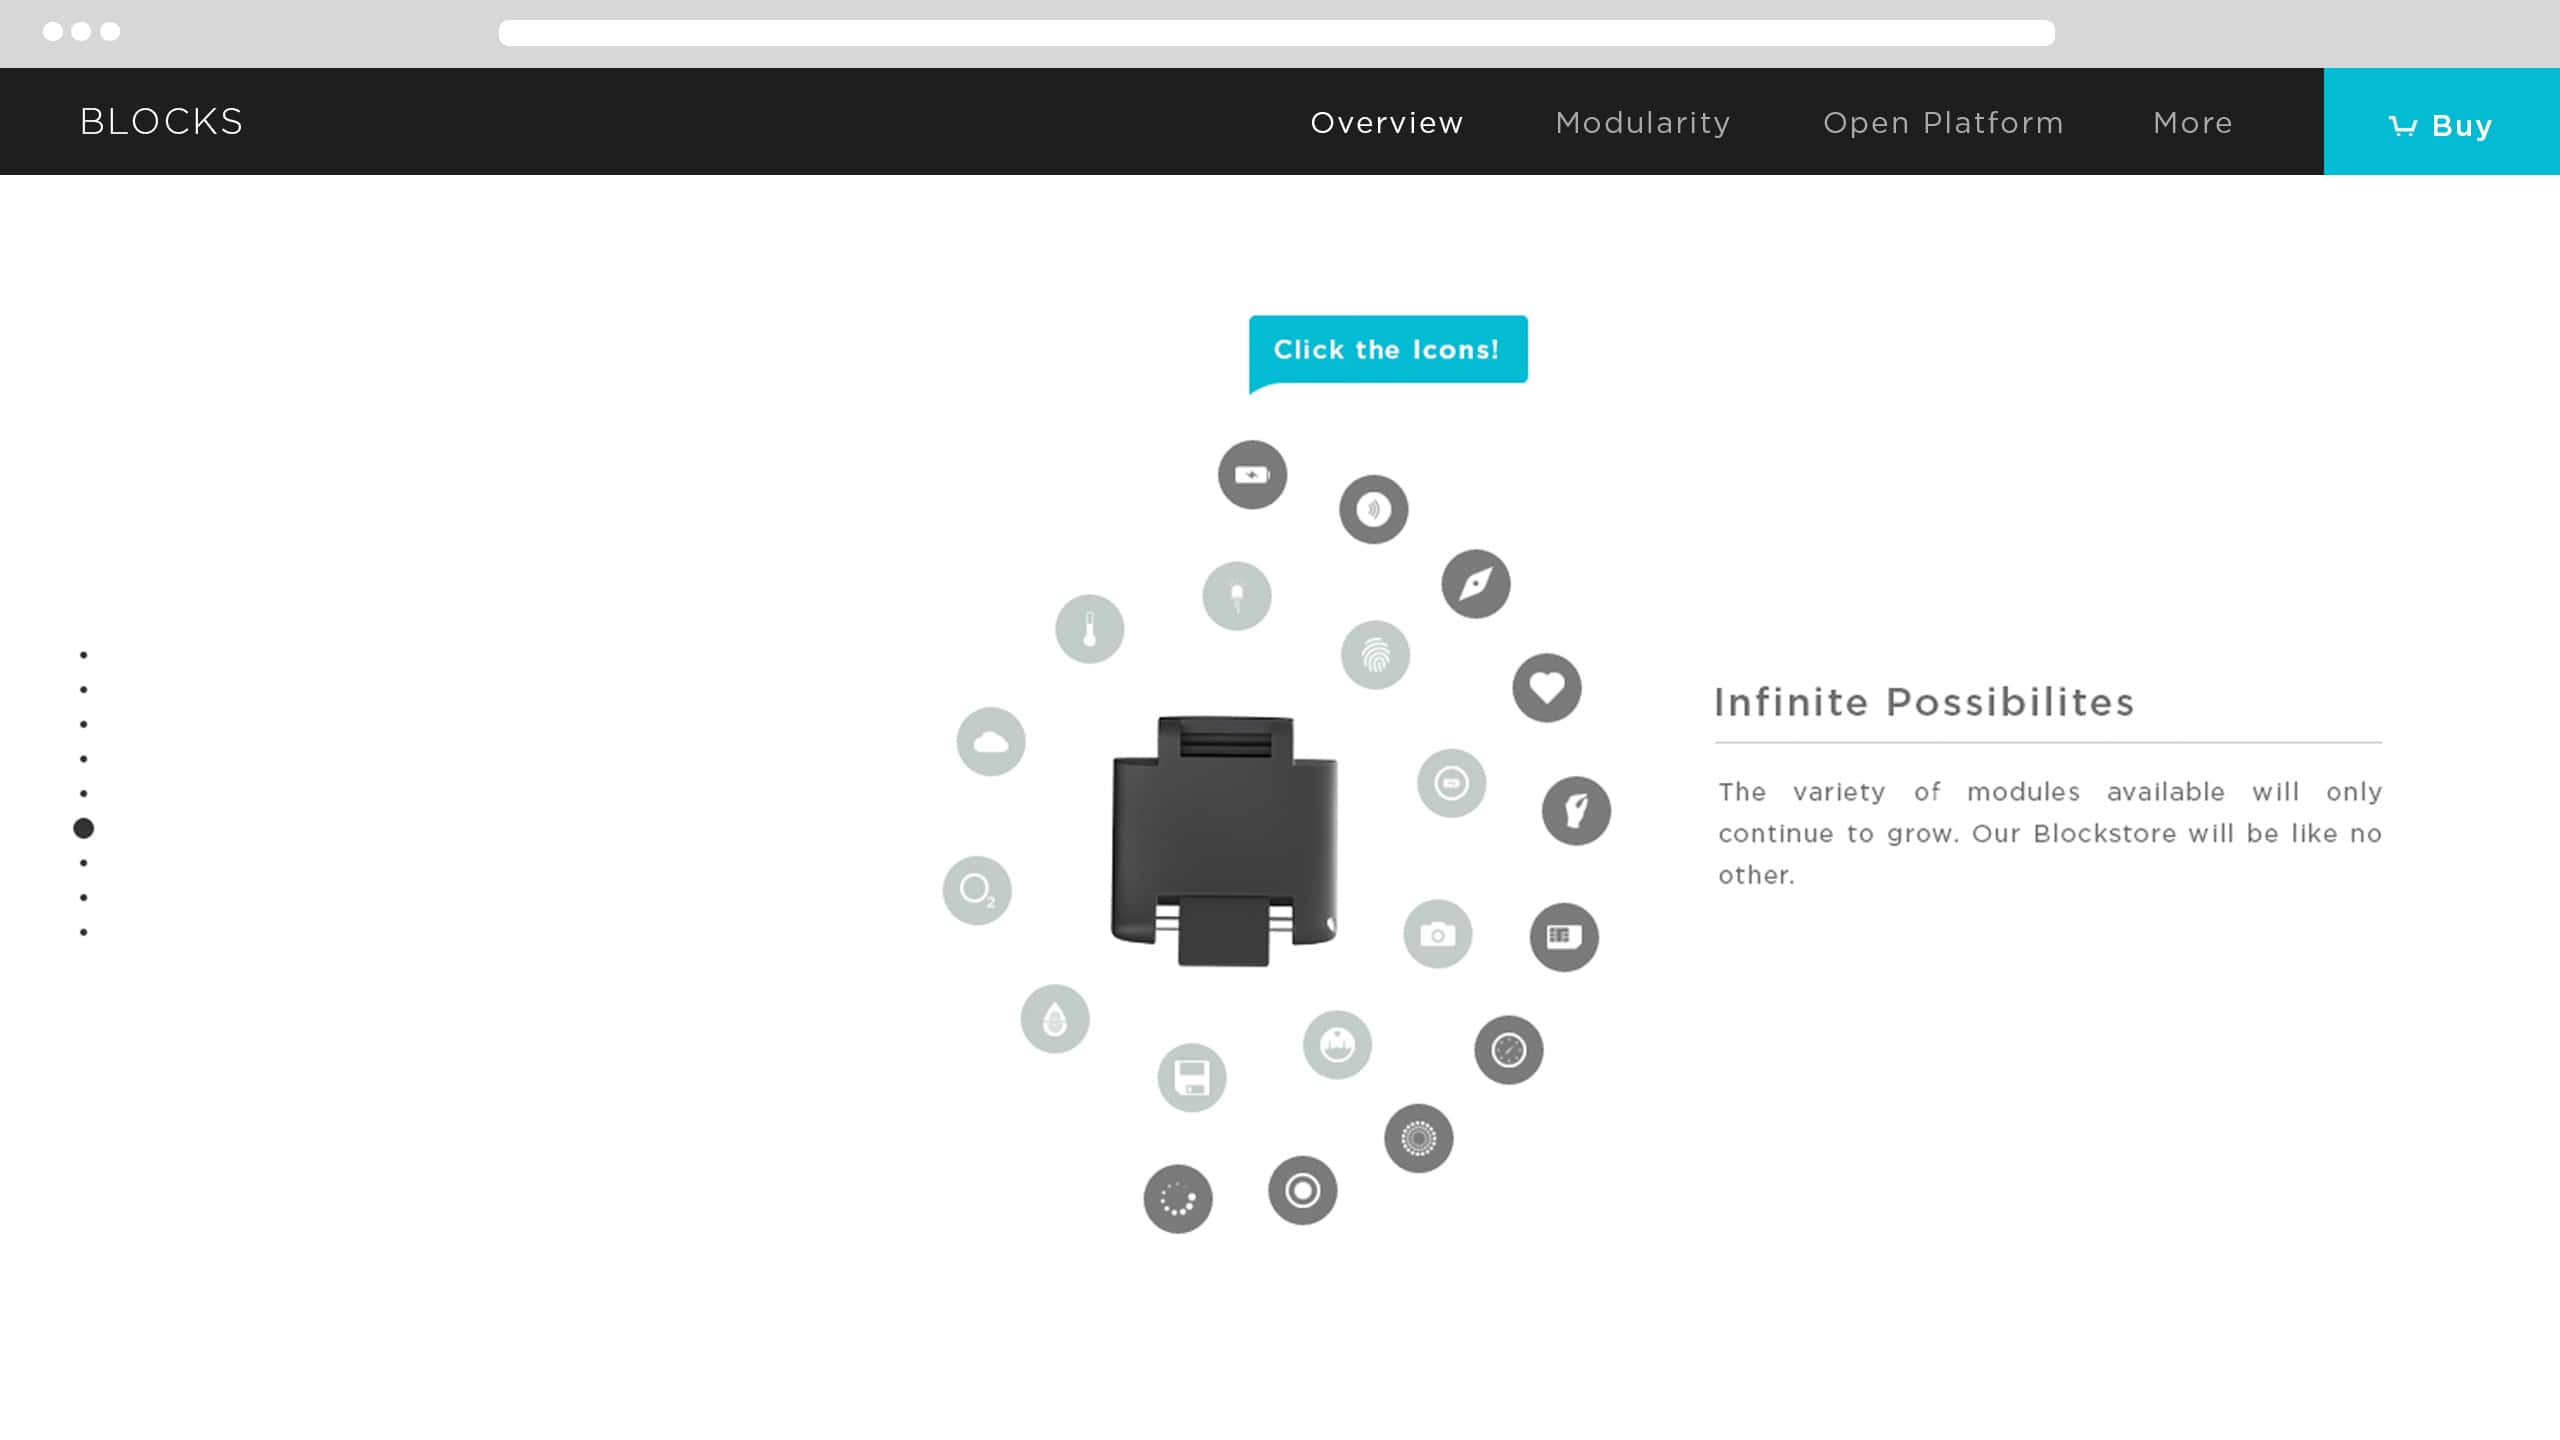 BLOCKS
Overview
Modularity
Open Platform
More
Buy
Click the Icons!
Infinite Possibilites
The variety of modules available will only
continue to grow. Our Blockstore will be like no
other.
O2